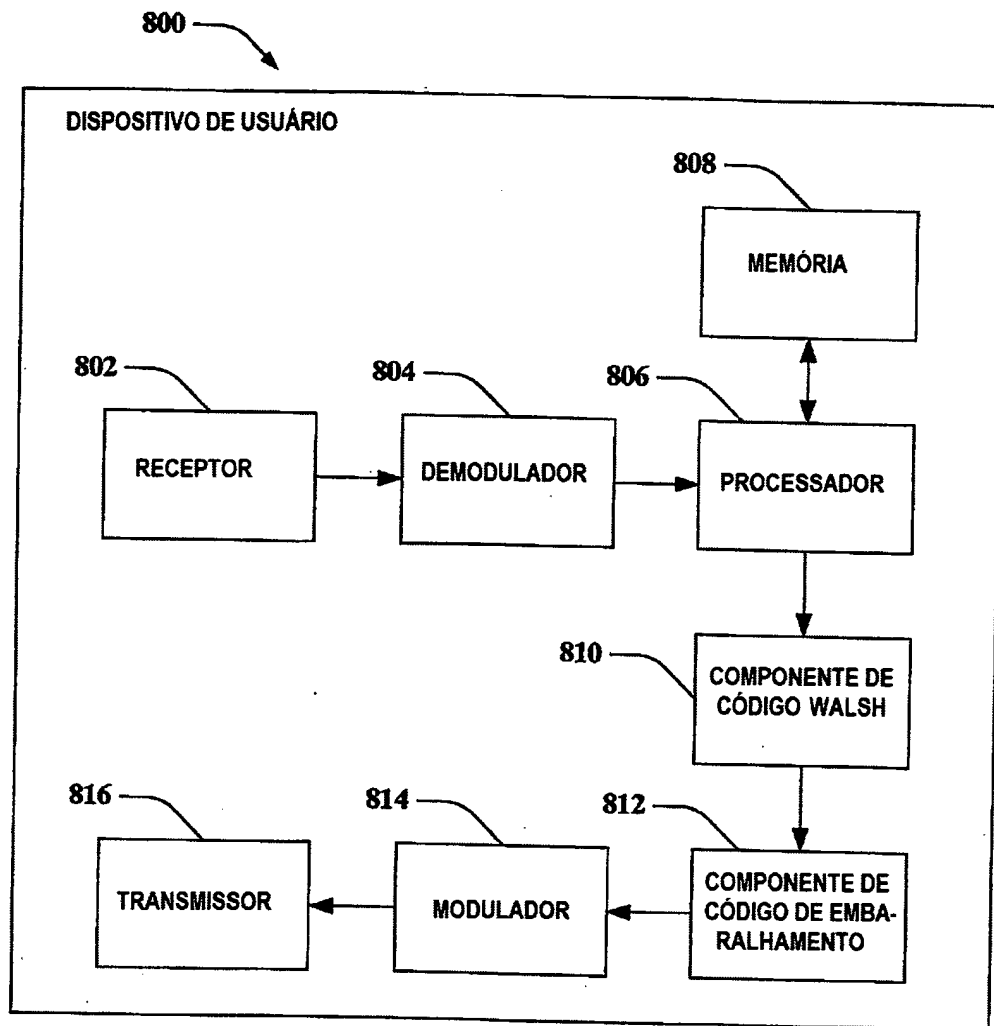 800
DISPOSITIVO DE USUÁRIO
808
MEMÓRIA
802
804
806
RECEPTOR
DEMODULADOR
PROCESSADOR
810
COMPONENTE DE
CÓDIGO WALSH
816
814
812
TRANSMISSOR
MODULADOR
COMPONENTE DE
CÓDIGO DE EMBA-
RALHAMENTO